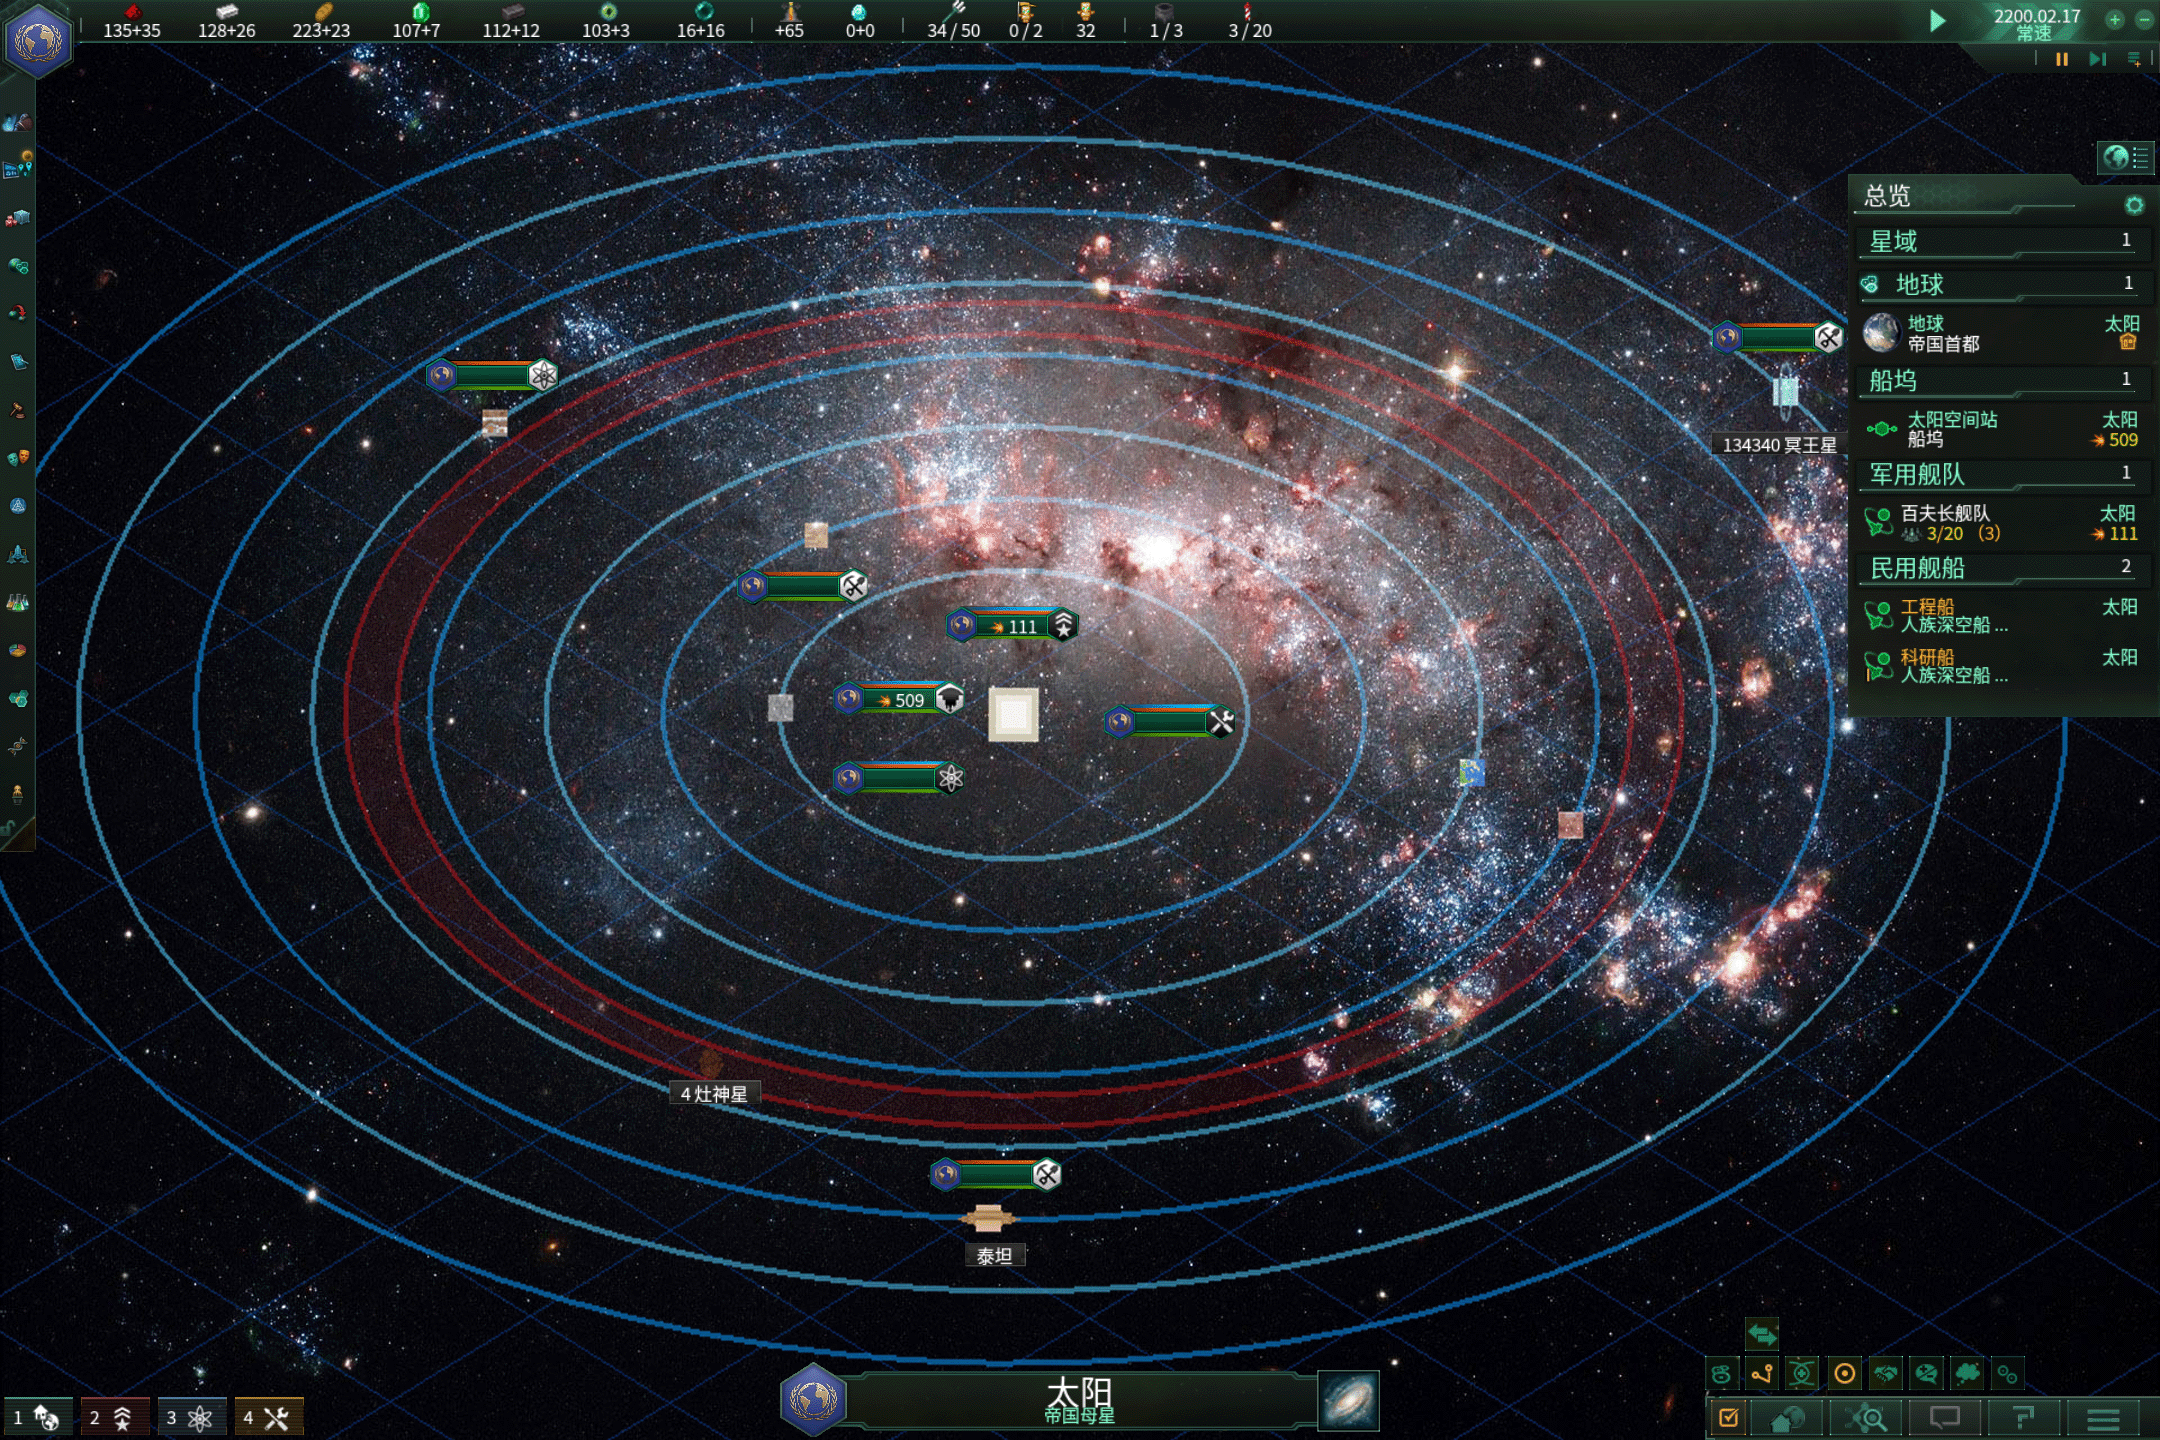 135+35 128+26 223+23 107+7 112+12 103+3 16+16 +65 0+0 34/50 0/2 32 1/3 3/20
2200.02.17
常速
总览
星域 1
地球 1
地球 太阳
帝国首都
船坞 1
太阳空间站 太阳
船坞 509
军用舰队 1
百夫长舰队 太阳
3/20 (3) 111
民用舰船 2
工程船 太阳
人族深空船...
科研船 太阳
人族深空船...
134340 冥王星
111
509
4 灶神星
泰坦
太阳
帝国母星
1 2 3 4